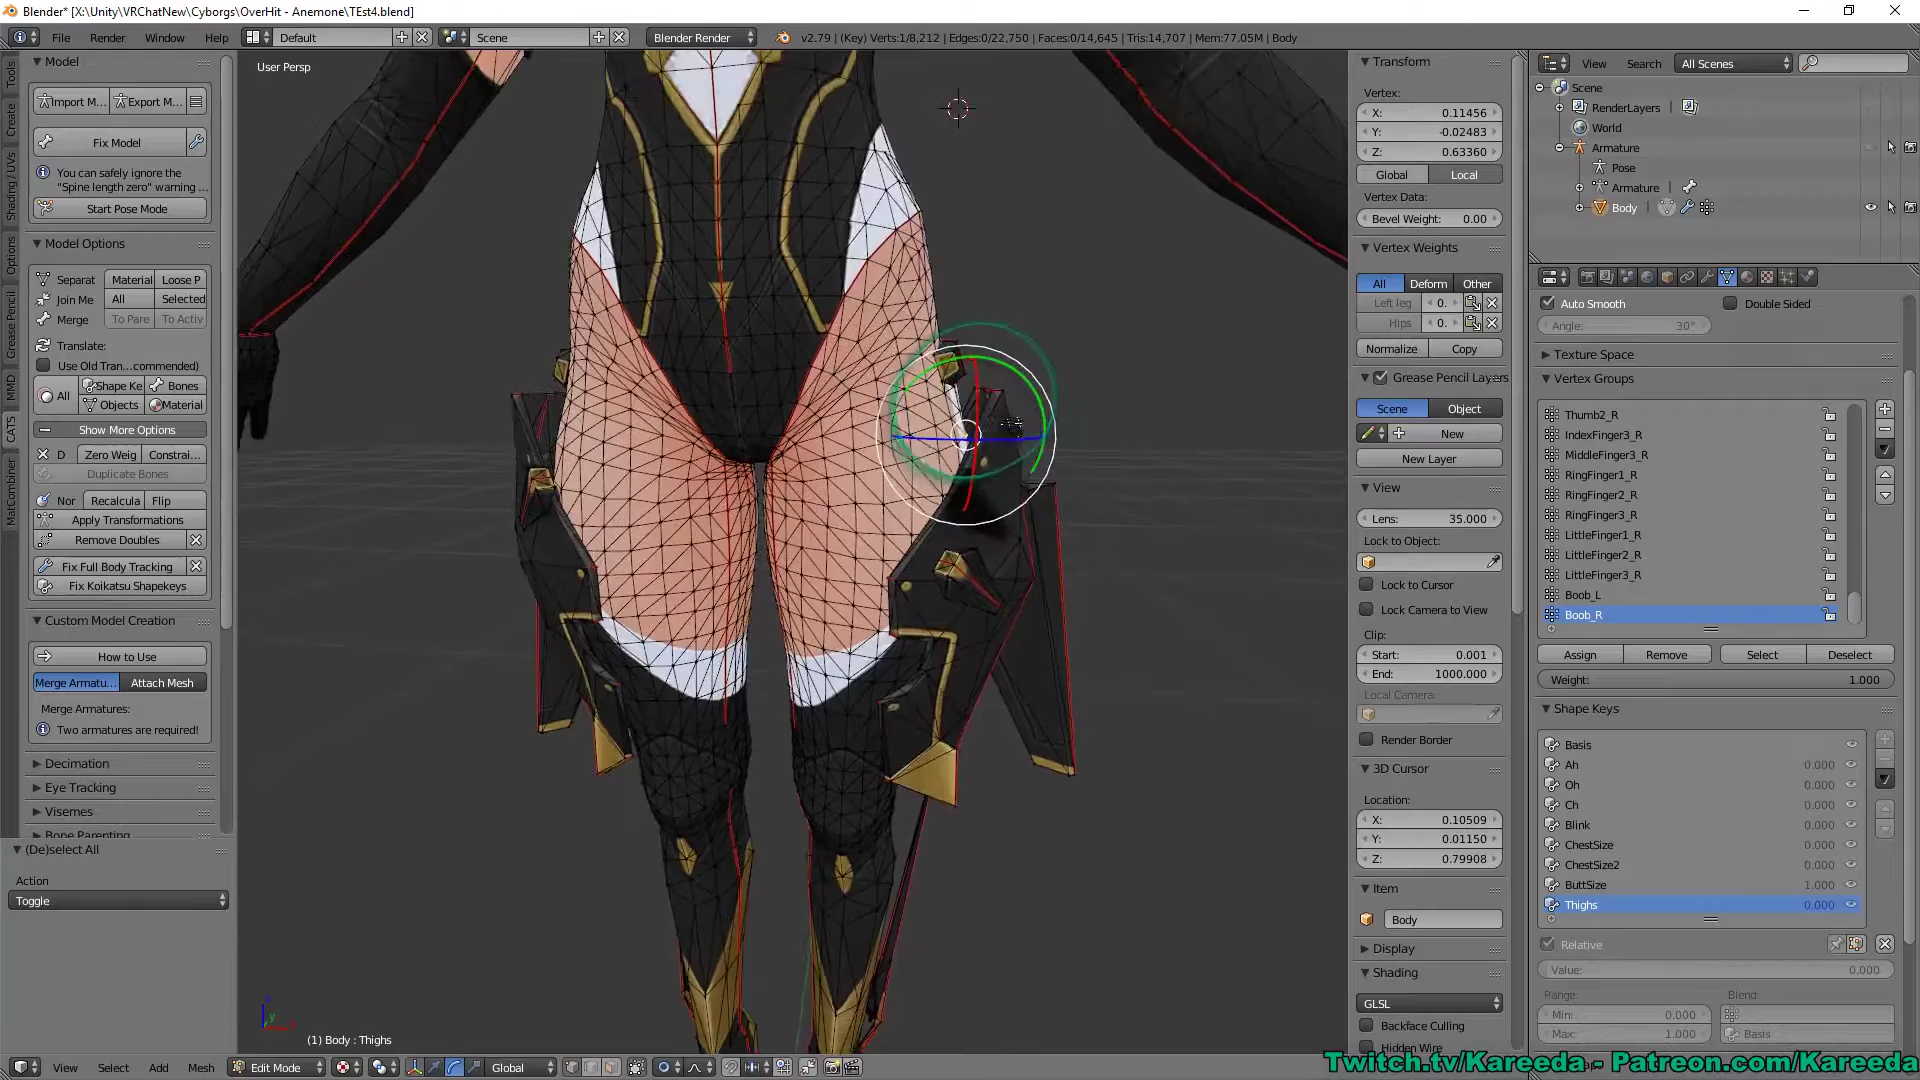 Blender* [X:\Unity\VRChatNew\Cyborgs\OverHit - Anemone\TEst4.blend]
File Render Window Help Default Scene Blender Render v2.79 | (Key) Verts:1/8,212 | Edges:0/22,750 | Faces:0/14,645 | Tris:14,707 | Mem:77.05M | Body
Tools
Create
Shading / UVs
Options
Grease Pencil
MMD
CATS
MatCombiner
Model
Import M... Export M...
Fix Model
You can safely ignore the
"Spine length zero" warning ...
Start Pose Mode
Model Options
Separat Material Loose P
Join Me All Selected
Merge To Pare To Activ
Translate:
Use Old Tran...commended)
All Shape Ke Bones
Objects Material
Show More Options
D Zero Weig Constrai...
Duplicate Bones
Nor Recalcula Flip
Apply Transformations
Remove Doubles
Fix Full Body Tracking
Fix Koikatsu Shapekeys
Custom Model Creation
How to Use
Merge Armatu... Attach Mesh
Merge Armatures:
Two armatures are required!
Decimation
Eye Tracking
Visemes
Bone Parenting
(De)select All
Action
Toggle
User Persp
(1) Body : Thighs
View Select Add Mesh Edit Mode Global
Transform
Vertex:
X: 0.11456
Y: -0.02483
Z: 0.63360
Global Local
Vertex Data:
Bevel Weight: 0.00
Vertex Weights
All Deform Other
Left leg 0.
Hips 0.
Normalize Copy
Grease Pencil Layers
Scene Object
New
New Layer
View
Lens: 35.000
Lock to Object:
Lock to Cursor
Lock Camera to View
Clip:
Start: 0.001
End: 1000.000
Local Camera:
Render Border
3D Cursor
Location:
X: 0.10509
Y: 0.01150
Z: 0.79908
Item
Body
Display
Shading
GLSL
Backface Culling
Hidden Wire
View Search All Scenes
Scene
RenderLayers
World
Armature
Pose
Armature
Body
Auto Smooth Double Sided
Angle: 30°
Texture Space
Vertex Groups
Thumb2_R
IndexFinger3_R
MiddleFinger3_R
RingFinger1_R
RingFinger2_R
RingFinger3_R
LittleFinger1_R
LittleFinger2_R
LittleFinger3_R
Boob_L
Boob_R
Assign Remove Select Deselect
Weight: 1.000
Shape Keys
Basis
Ah 0.000
Oh 0.000
Ch 0.000
Blink 0.000
ChestSize 0.000
ChestSize2 0.000
ButtSize 1.000
Thighs 0.000
Relative
Value: 0.000
Range: Blend:
Min: 0.000
Max: 1.000 Basis
Twitch.tv/Kareeda - Patreon.com/Kareeda